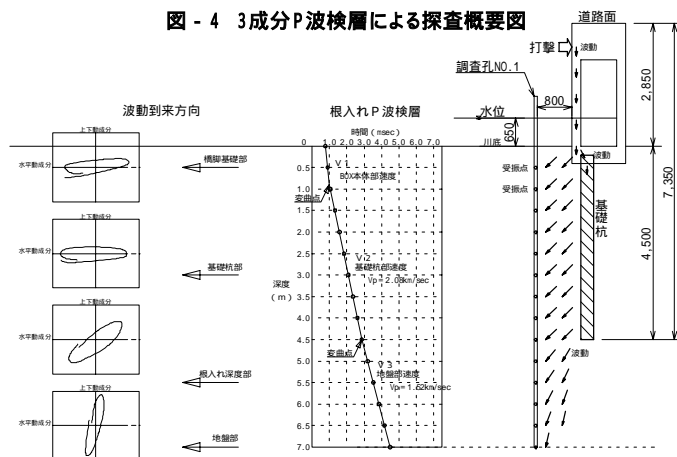 図 - 4 3成分P波検層による探査概要図
道路面
打撃
波動
調査孔NO.1
800
水位
650
川底
2,850
4,500
7,350
波動到来方向
上下動成分
水平動成分
橋脚基礎部
上下動成分
水平動成分
基礎杭部
上下動成分
水平動成分
根入れ深度部
上下動成分
水平動成分
地盤部
根入れP波検層
時間(msec)
0 1.0 2.0 3.0 4.0 5.0 6.0 7.0
0.5
1.0
1.5
2.0
2.5
3.0
3.5
4.0
4.5
5.0
5.5
6.0
6.5
7.0
深度
(m)
V1
BOX本体部速度
変曲点
V2
基礎杭部速度
Vp=2.08km/sec
変曲点
V3
地盤部速度
Vp=1.52km/sec
受振点
受振点
波動
基礎杭
波動